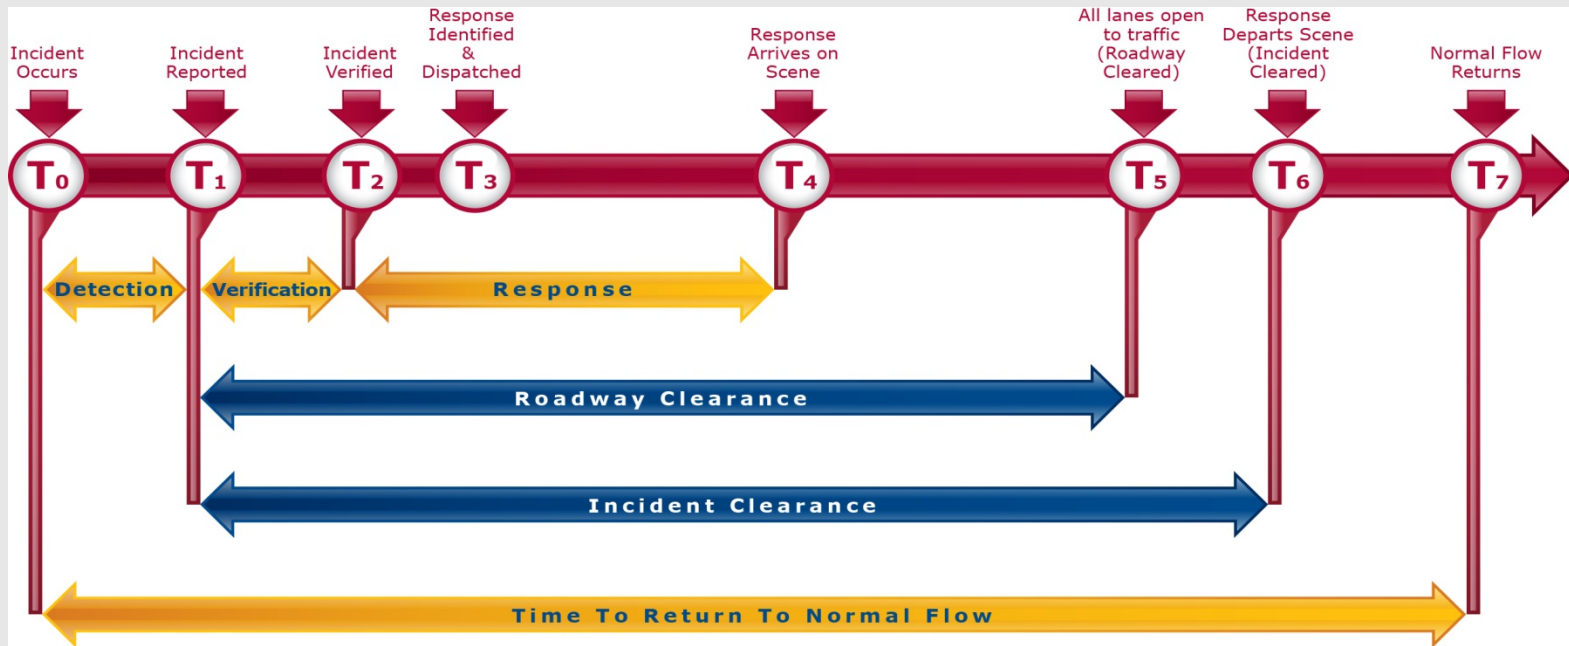 Incident
Occurs
Incident
Reported
Incident
Verified
Response
Identified
&
Dispatched
Response
Arrives on
Scene
All lanes open
to traffic
(Roadway
Cleared)
Response
Departs Scene
(Incident
Cleared)
Normal Flow
Returns
T0
T1
T2
T3
T4
T5
T6
T7
Detection
Verification
Response
Roadway Clearance
Incident Clearance
Time To Return To Normal Flow